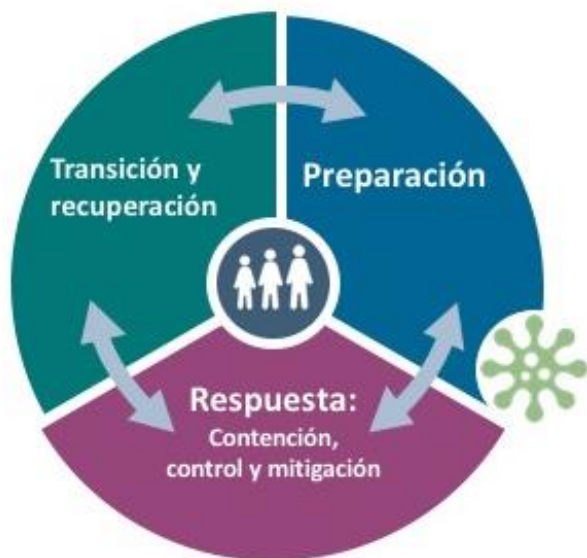 Transición y
recuperación
Preparación
Respuesta:
Contención,
control y mitigación